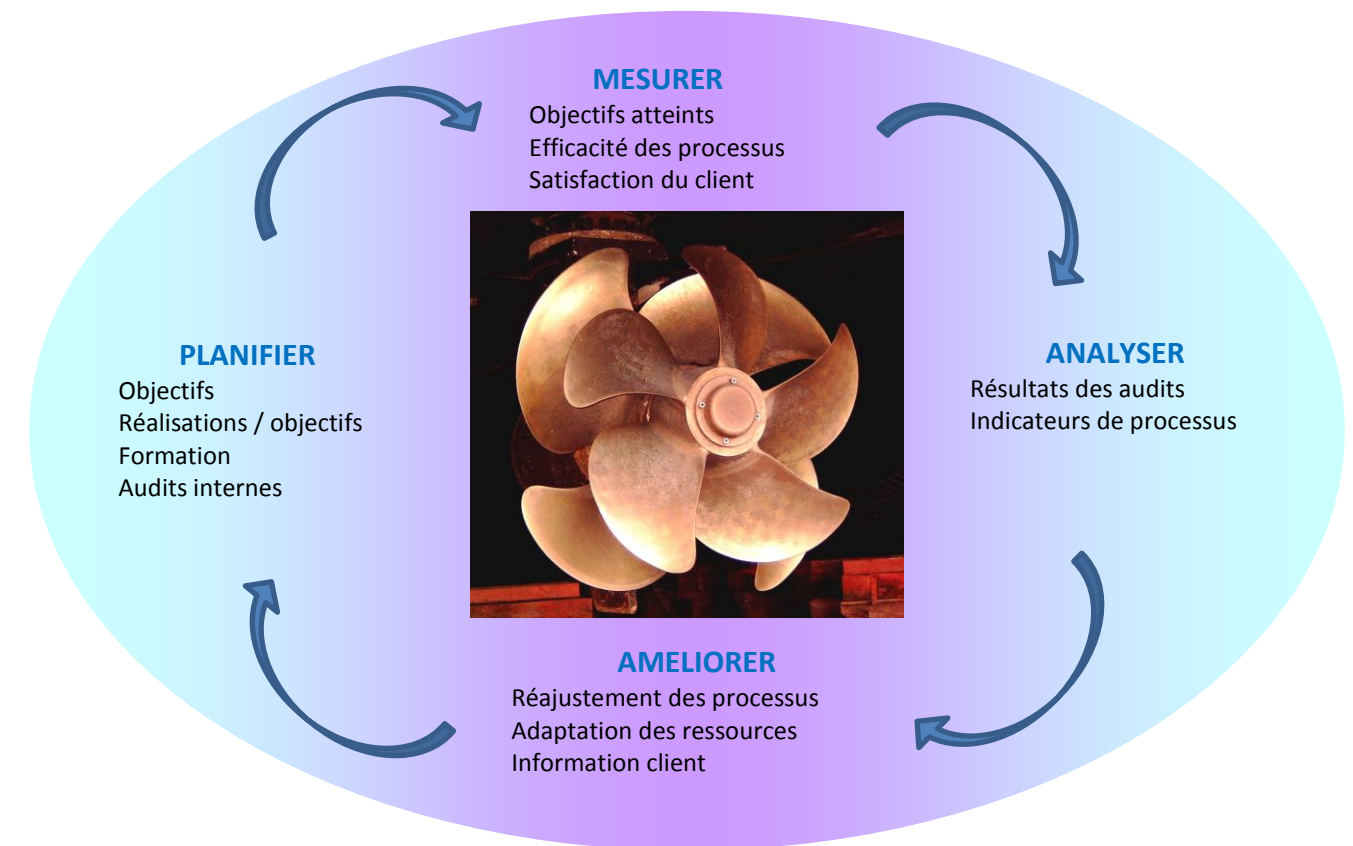 MESURER
Objectifs atteints
Efficacité des processus
Satisfaction du client
PLANIFIER
Objectifs
Réalisations / objectifs
Formation
Audits internes
ANALYSER
Résultats des audits
Indicateurs de processus
AMELIORER
Réajustement des processus
Adaptation des ressources
Information client